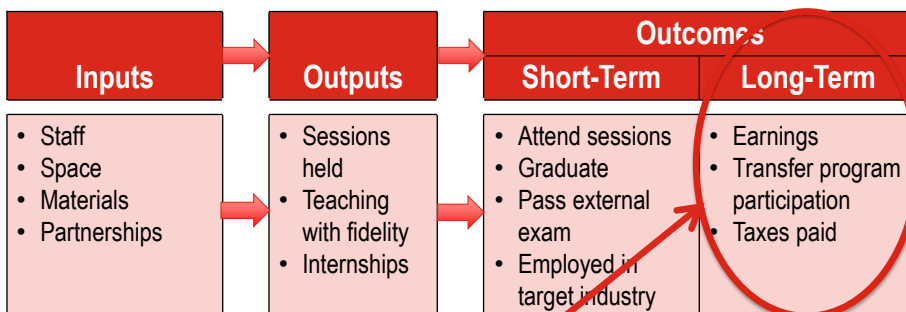 Outcomes
Inputs
Outputs
Short-Term
Long-Term
• Staff
• Space
• Materials
• Partnerships
• Sessions
held
• Teaching
with fidelity
• Internships
• Attend sessions
• Graduate
• Pass external
exam
• Employed in
target industry
• Earnings
• Transfer program
participation
• Taxes paid